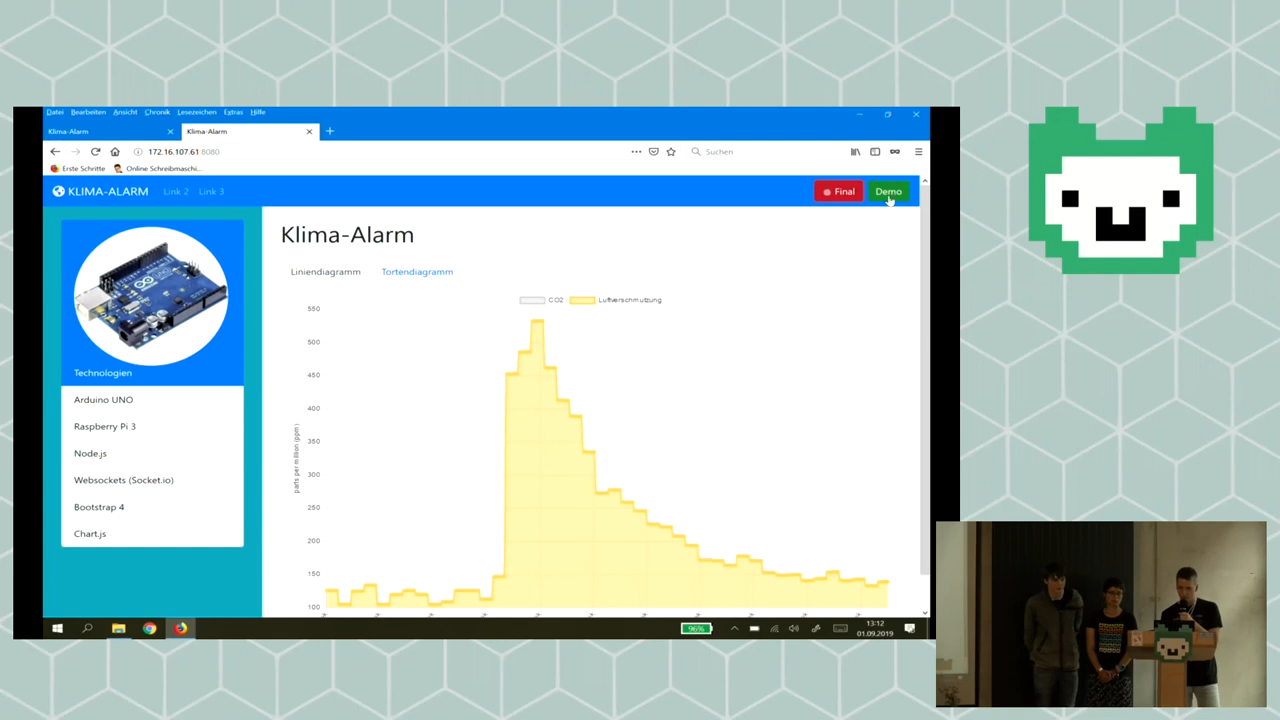 Datei Bearbeiten Ansicht Chronik Lesezeichen Extras Hilfe
Klima-Alarm
Klima-Alarm
172.16.107.61:8080
Suchen
Erste Schritte
Online Schreibmaschi...
KLIMA-ALARM Link 2 Link 3
Final
Demo
Klima-Alarm
Liniendiagramm
Tortendiagramm
CO2
Luftverschmutzung
Technologien
Arduino UNO
Raspberry Pi 3
Node.js
Websockets (Socket.io)
Bootstrap 4
Chart.js
parts per million (ppm)
550
500
450
400
350
300
250
200
150
100
96%
13:12
01.09.2019